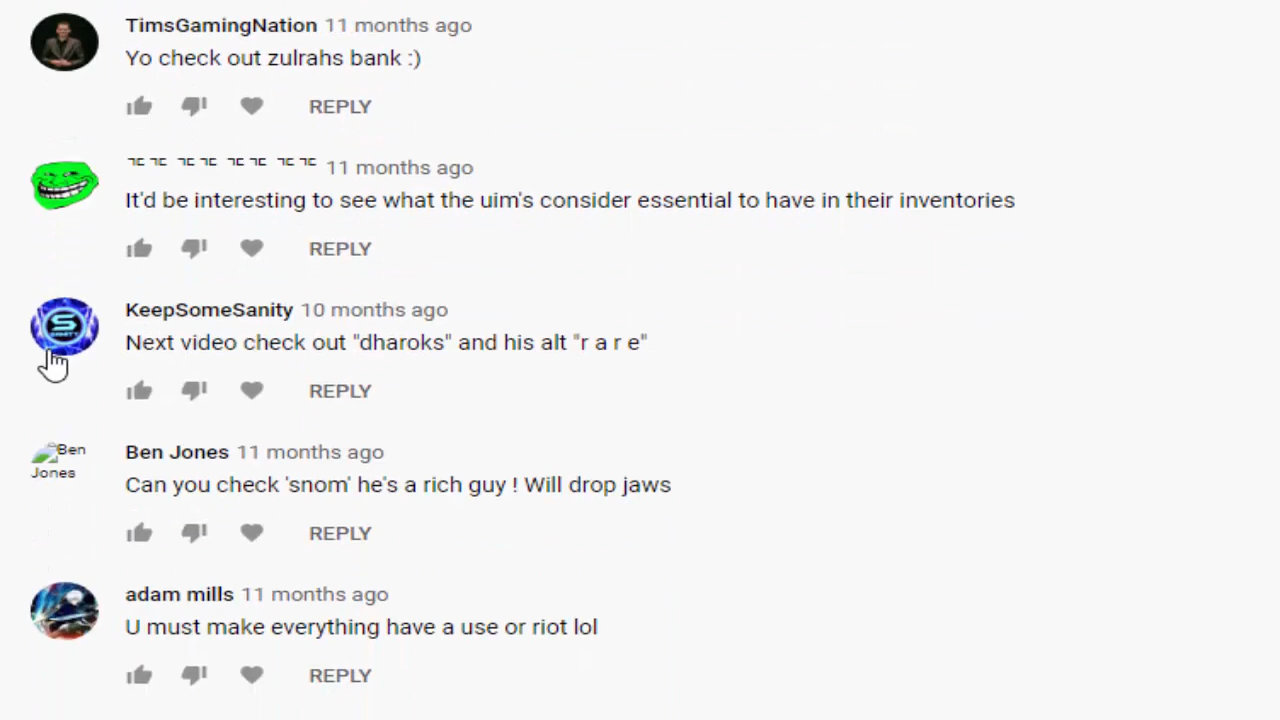 TimsGamingNation 11 months ago
Yo check out zulrahs bank :)
REPLY
11 months ago
It'd be interesting to see what the uim's consider essential to have in their inventories
REPLY
KeepSomeSanity 10 months ago
Next video check out "dharoks" and his alt "r a r e"
REPLY
Ben Jones
Ben Jones 11 months ago
Can you check 'snom' he's a rich guy ! Will drop jaws
REPLY
adam mills 11 months ago
U must make everything have a use or riot lol
REPLY